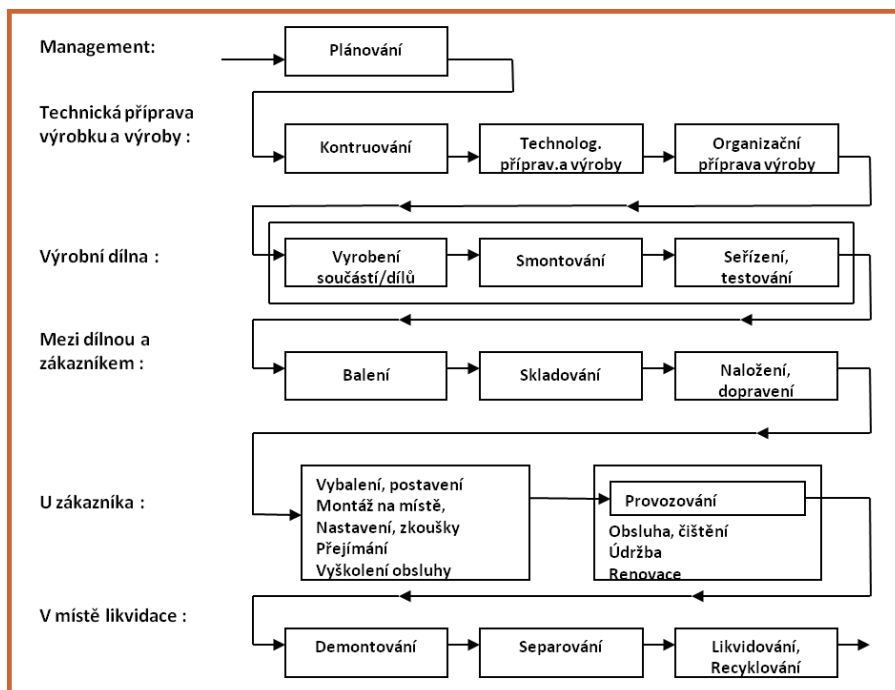 Management:
Plánování
Technická příprava
výrobku a výroby :
Kontruování
Technolog.
příprav.a výroby
Organizační
příprava výroby
Výrobní dílna :
Vyrobení
součástí/dílů
Smontování
Seřízení,
testování
Mezi dílnou a
zákazníkem :
Balení
Skladování
Naložení,
dopravení
U zákazníka :
Vybalení, postavení
Montáž na místě,
Nastavení, zkoušky
Přejímání
Vyškolení obsluhy
Provozování
Obsluha, čištění
Údržba
Renovace
V místě likvidace :
Demontování
Separování
Likvidování,
Recyklování